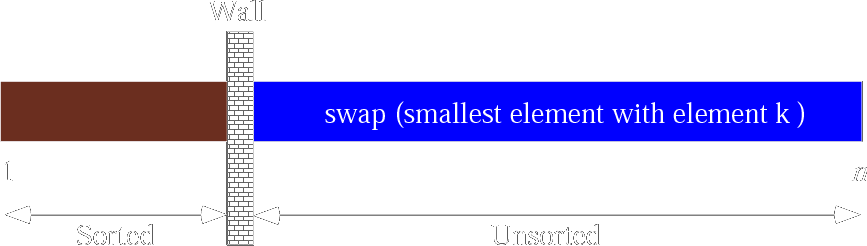 Wall
swap (smallest element with element k )
1 n
Sorted Unsorted